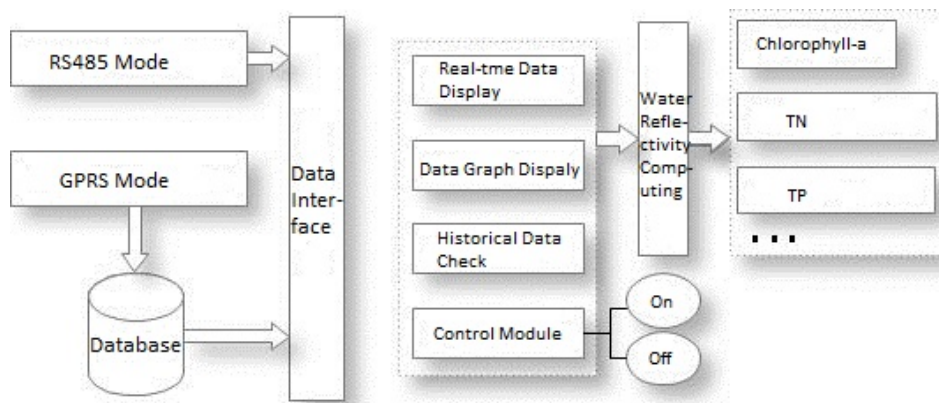 RS485 Mode
GPRS Mode
Database
Data
Inter-
face
Real-tme Data
Display
Data Graph Dispaly
Historical Data
Check
Control Module
On
Off
Water
Refle-
ctivity
Comp-
uting
Chlorophyll-a
TN
TP
...